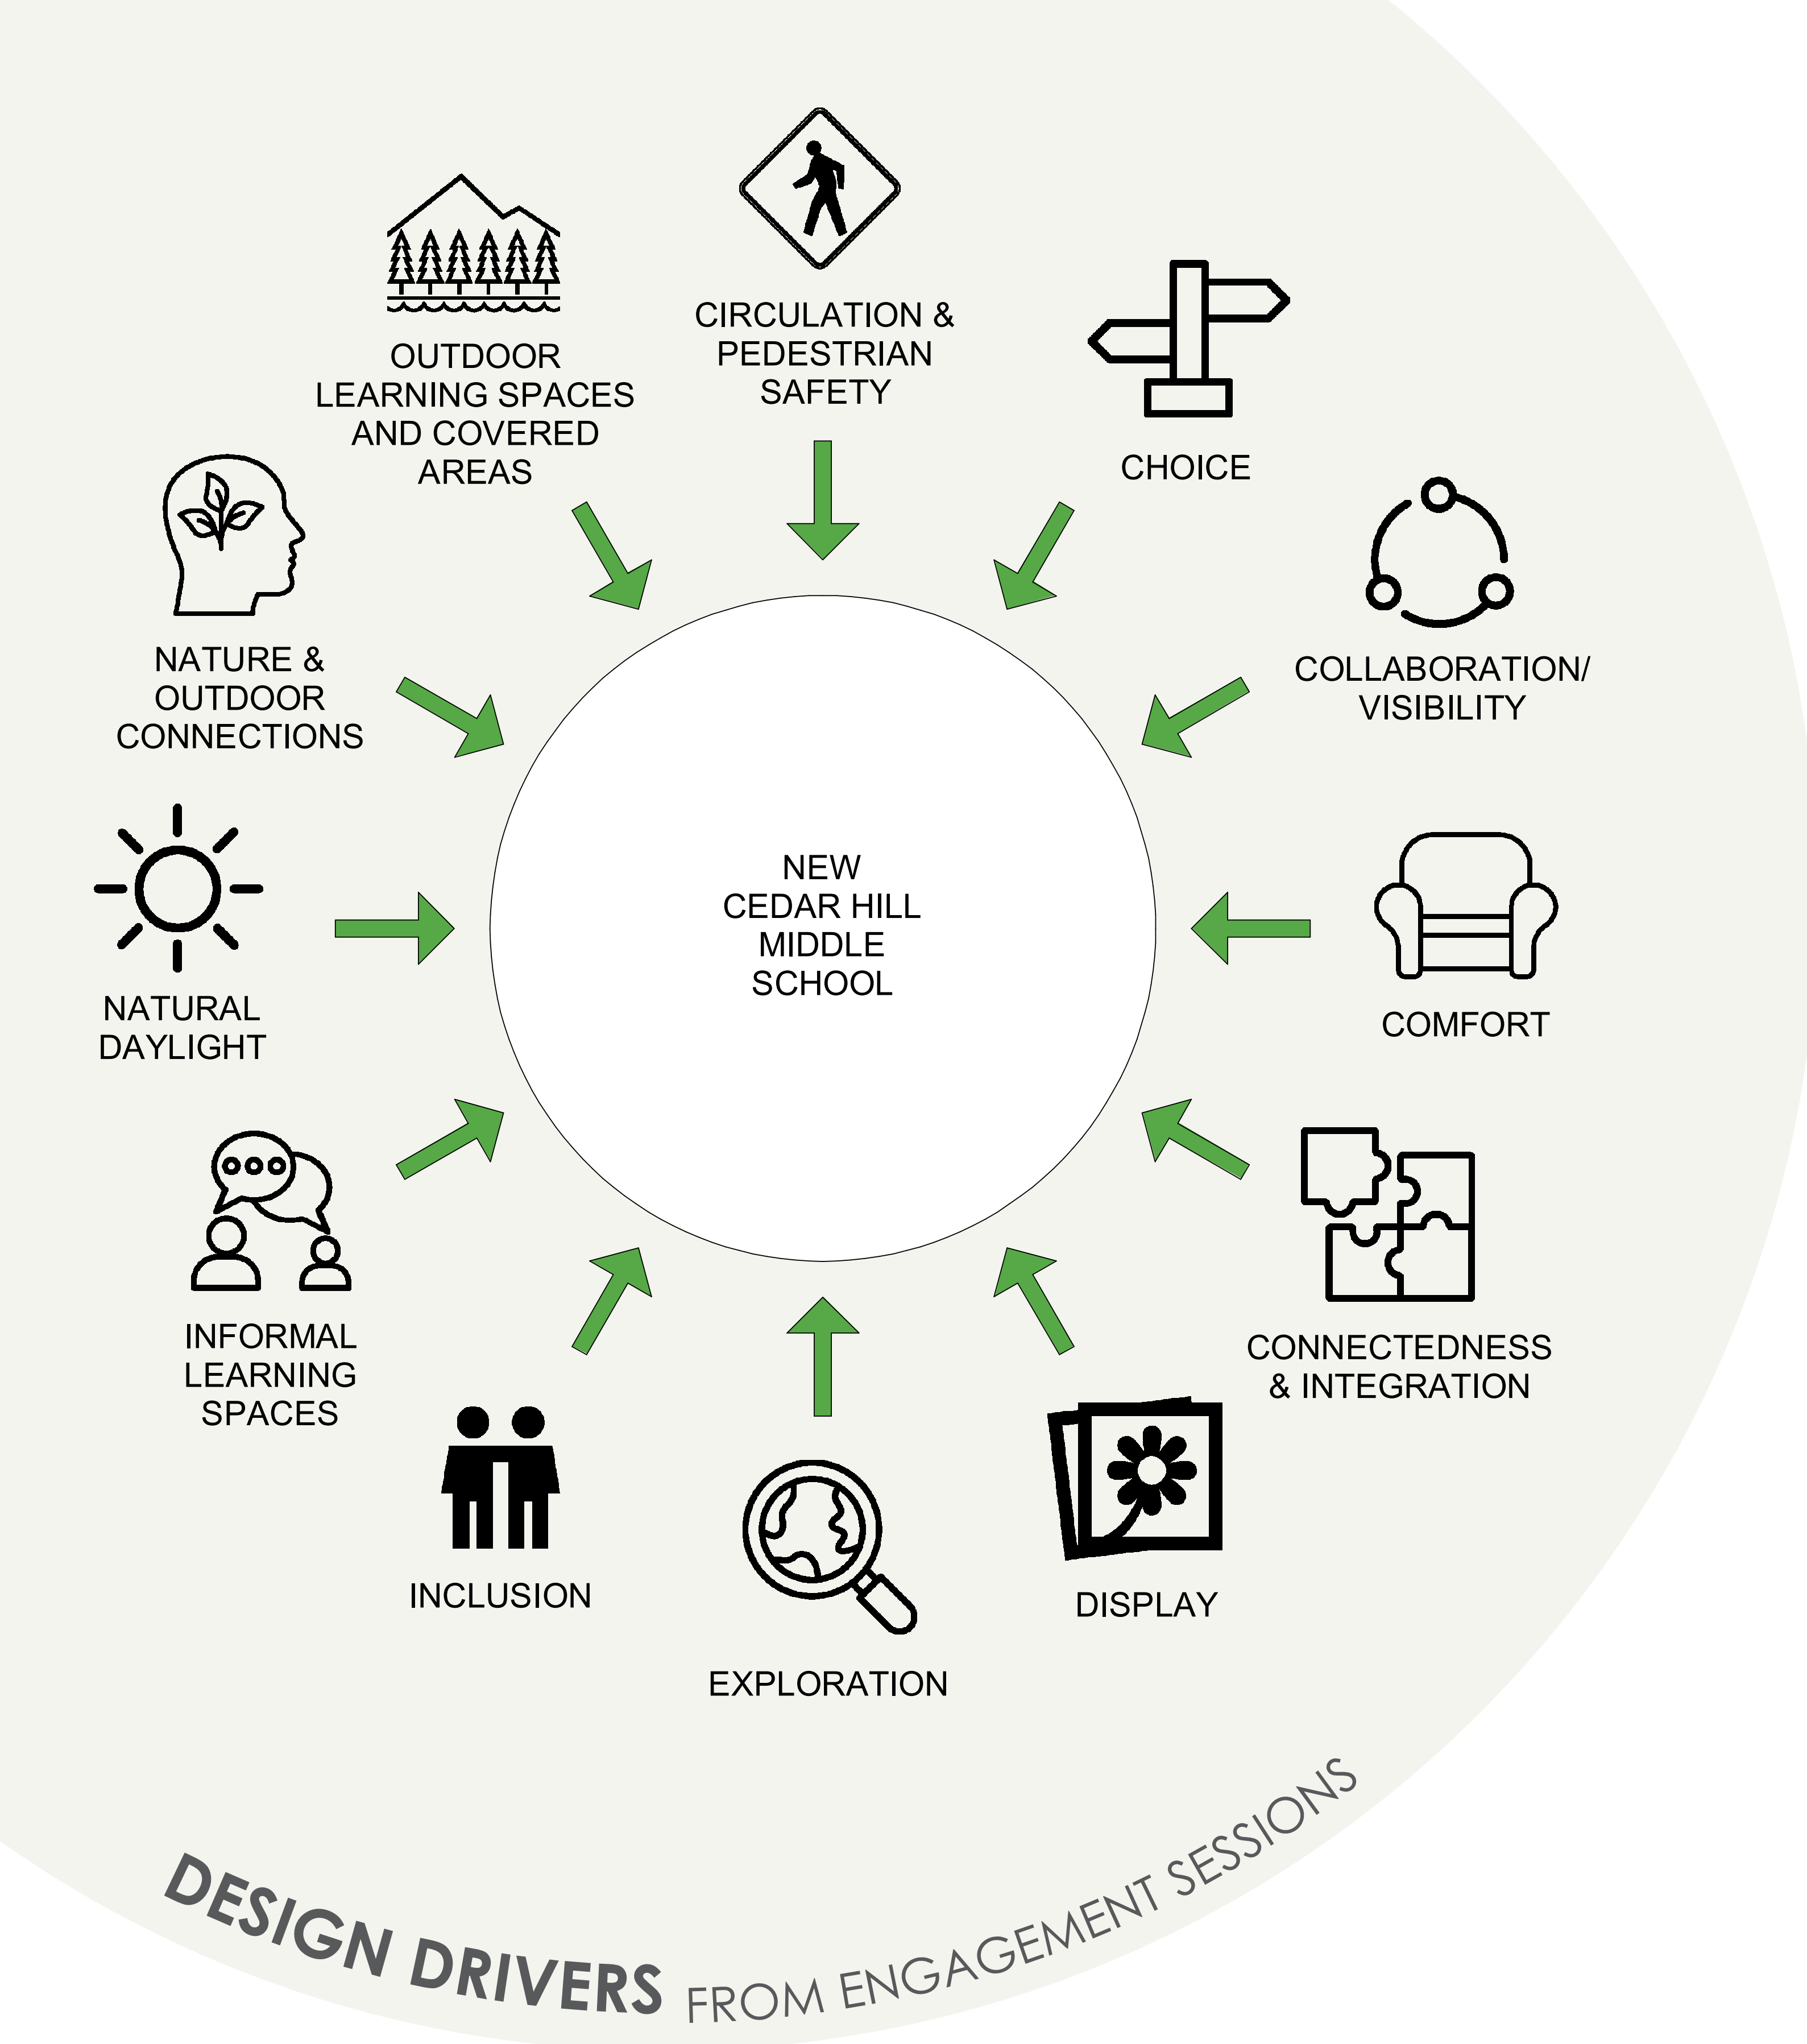 CIRCULATION &
PEDESTRIAN
SAFETY
CHOICE
COLLABORATION/
VISIBILITY
COMFORT
CONNECTEDNESS
& INTEGRATION
DISPLAY
EXPLORATION
INCLUSION
INFORMAL
LEARNING
SPACES
NATURAL
DAYLIGHT
NATURE &
OUTDOOR
CONNECTIONS
OUTDOOR
LEARNING SPACES
AND COVERED
AREAS
NEW
CEDAR HILL
MIDDLE
SCHOOL
DESIGN DRIVERS FROM ENGAGEMENT SESSIONS